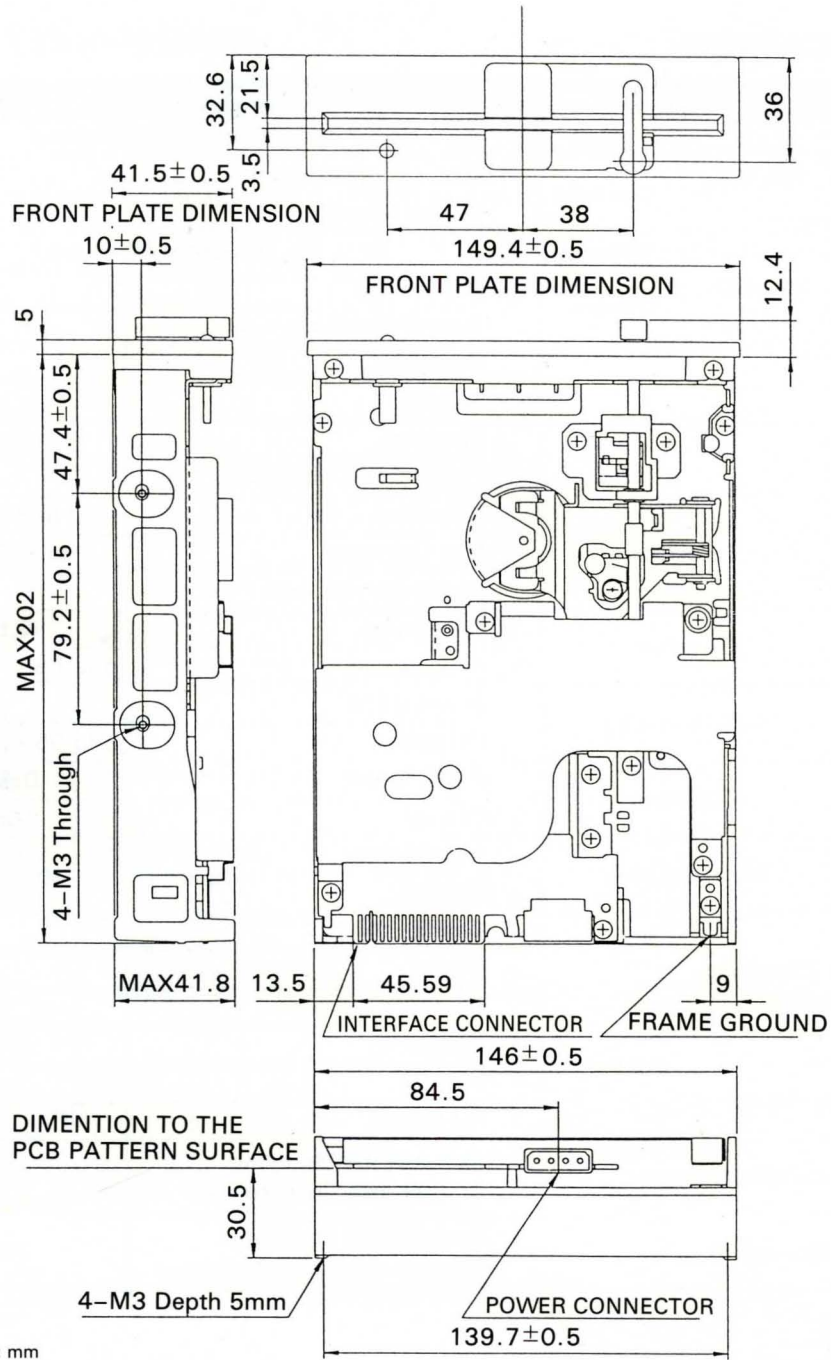 32.6
21.5
3.5
36
41.5±0.5
FRONT PLATE DIMENSION
47
38
10±0.5
149.4±0.5
FRONT PLATE DIMENSION
12.4
5
47.4±0.5
79.2±0.5
MAX202
4-M3 Through
MAX41.8
13.5
45.59
9
INTERFACE CONNECTOR
FRAME GROUND
146±0.5
84.5
DIMENTION TO THE
PCB PATTERN SURFACE
30.5
4-M3 Depth 5mm
POWER CONNECTOR
139.7±0.5
mm